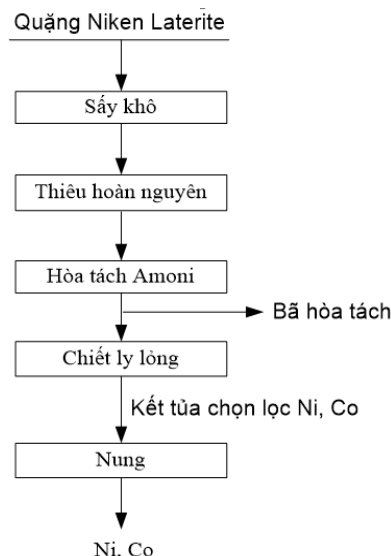 Quặng Niken Laterite
Sấy khô
Thiêu hoàn nguyên
Hòa tách Amoni
Bã hòa tách
Chiết ly lỏng
Kết tủa chọn lọc Ni, Co
Nung
Ni, Co